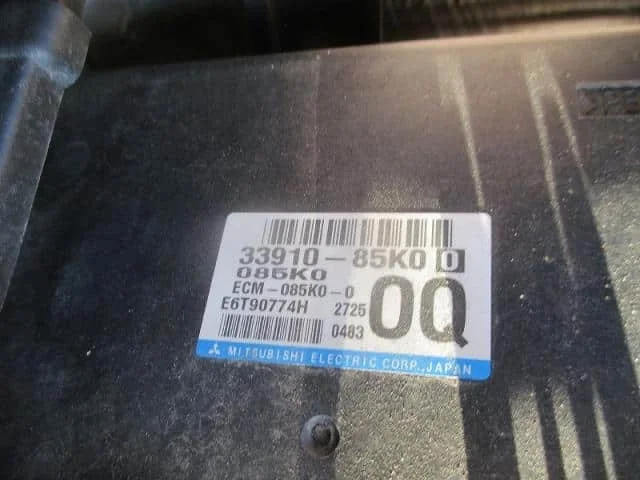 33910-85K0 0
085K0
ECM-085K0-0
E6T90774H 2725
0483
0Q
MITSUBISHI ELECTRIC CORP., JAPAN